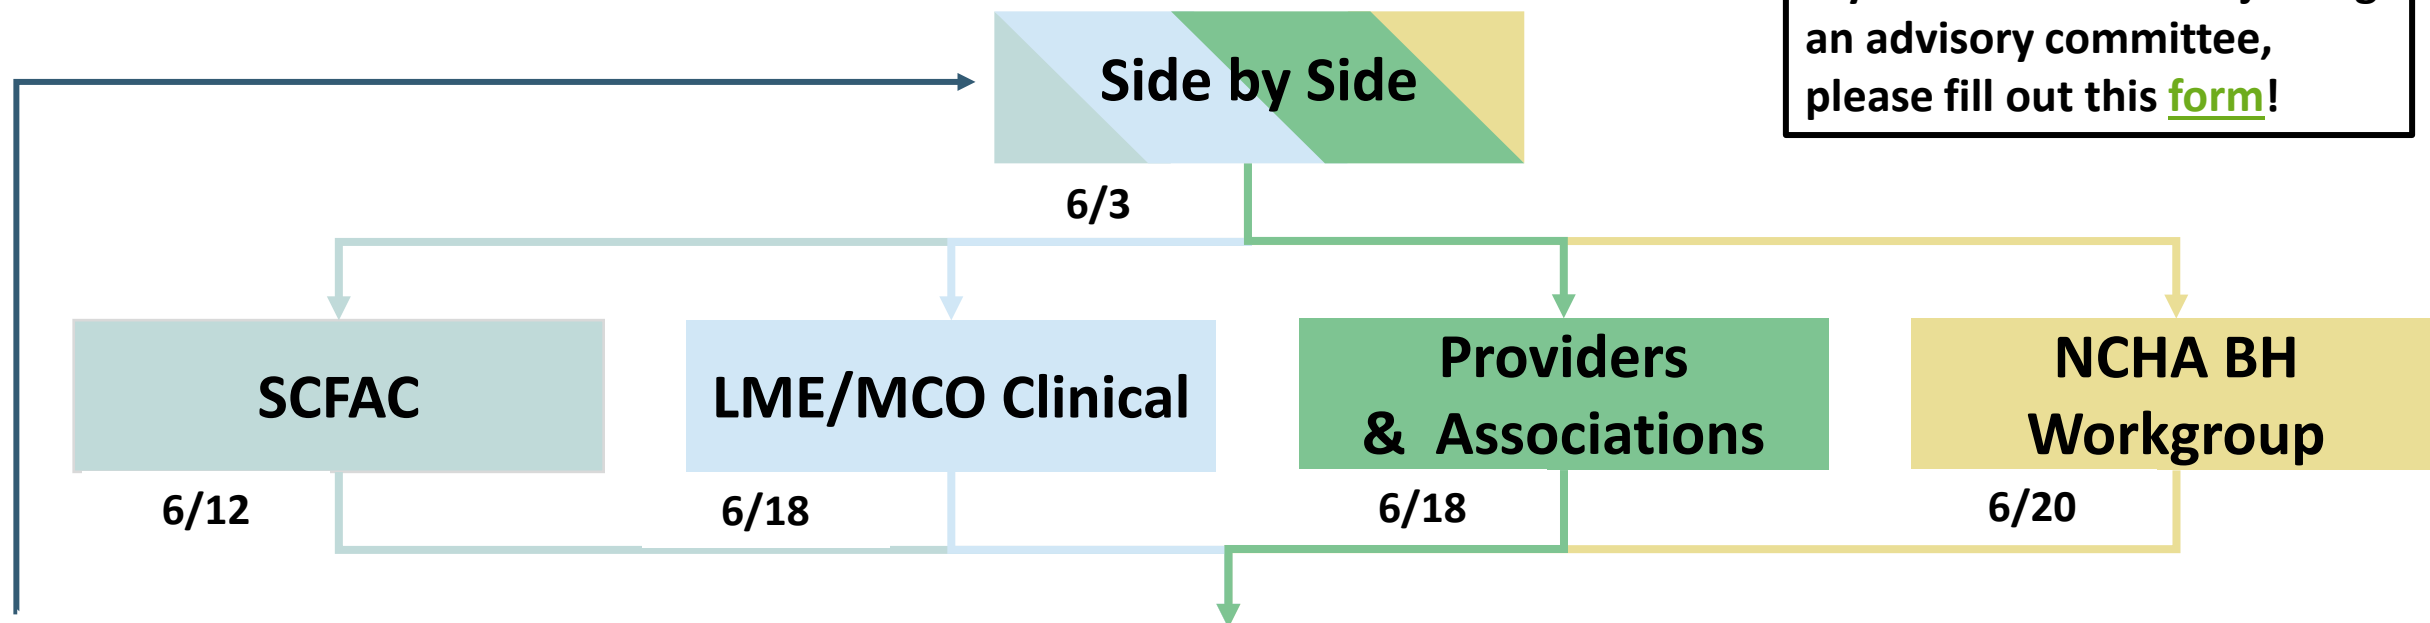 an advisory committee,
please fill out this form!
Side by Side
6/3
SCFAC
LME/MCO Clinical
Providers
& Associations
NCHA BH
Workgroup
6/12
6/18
6/18
6/20